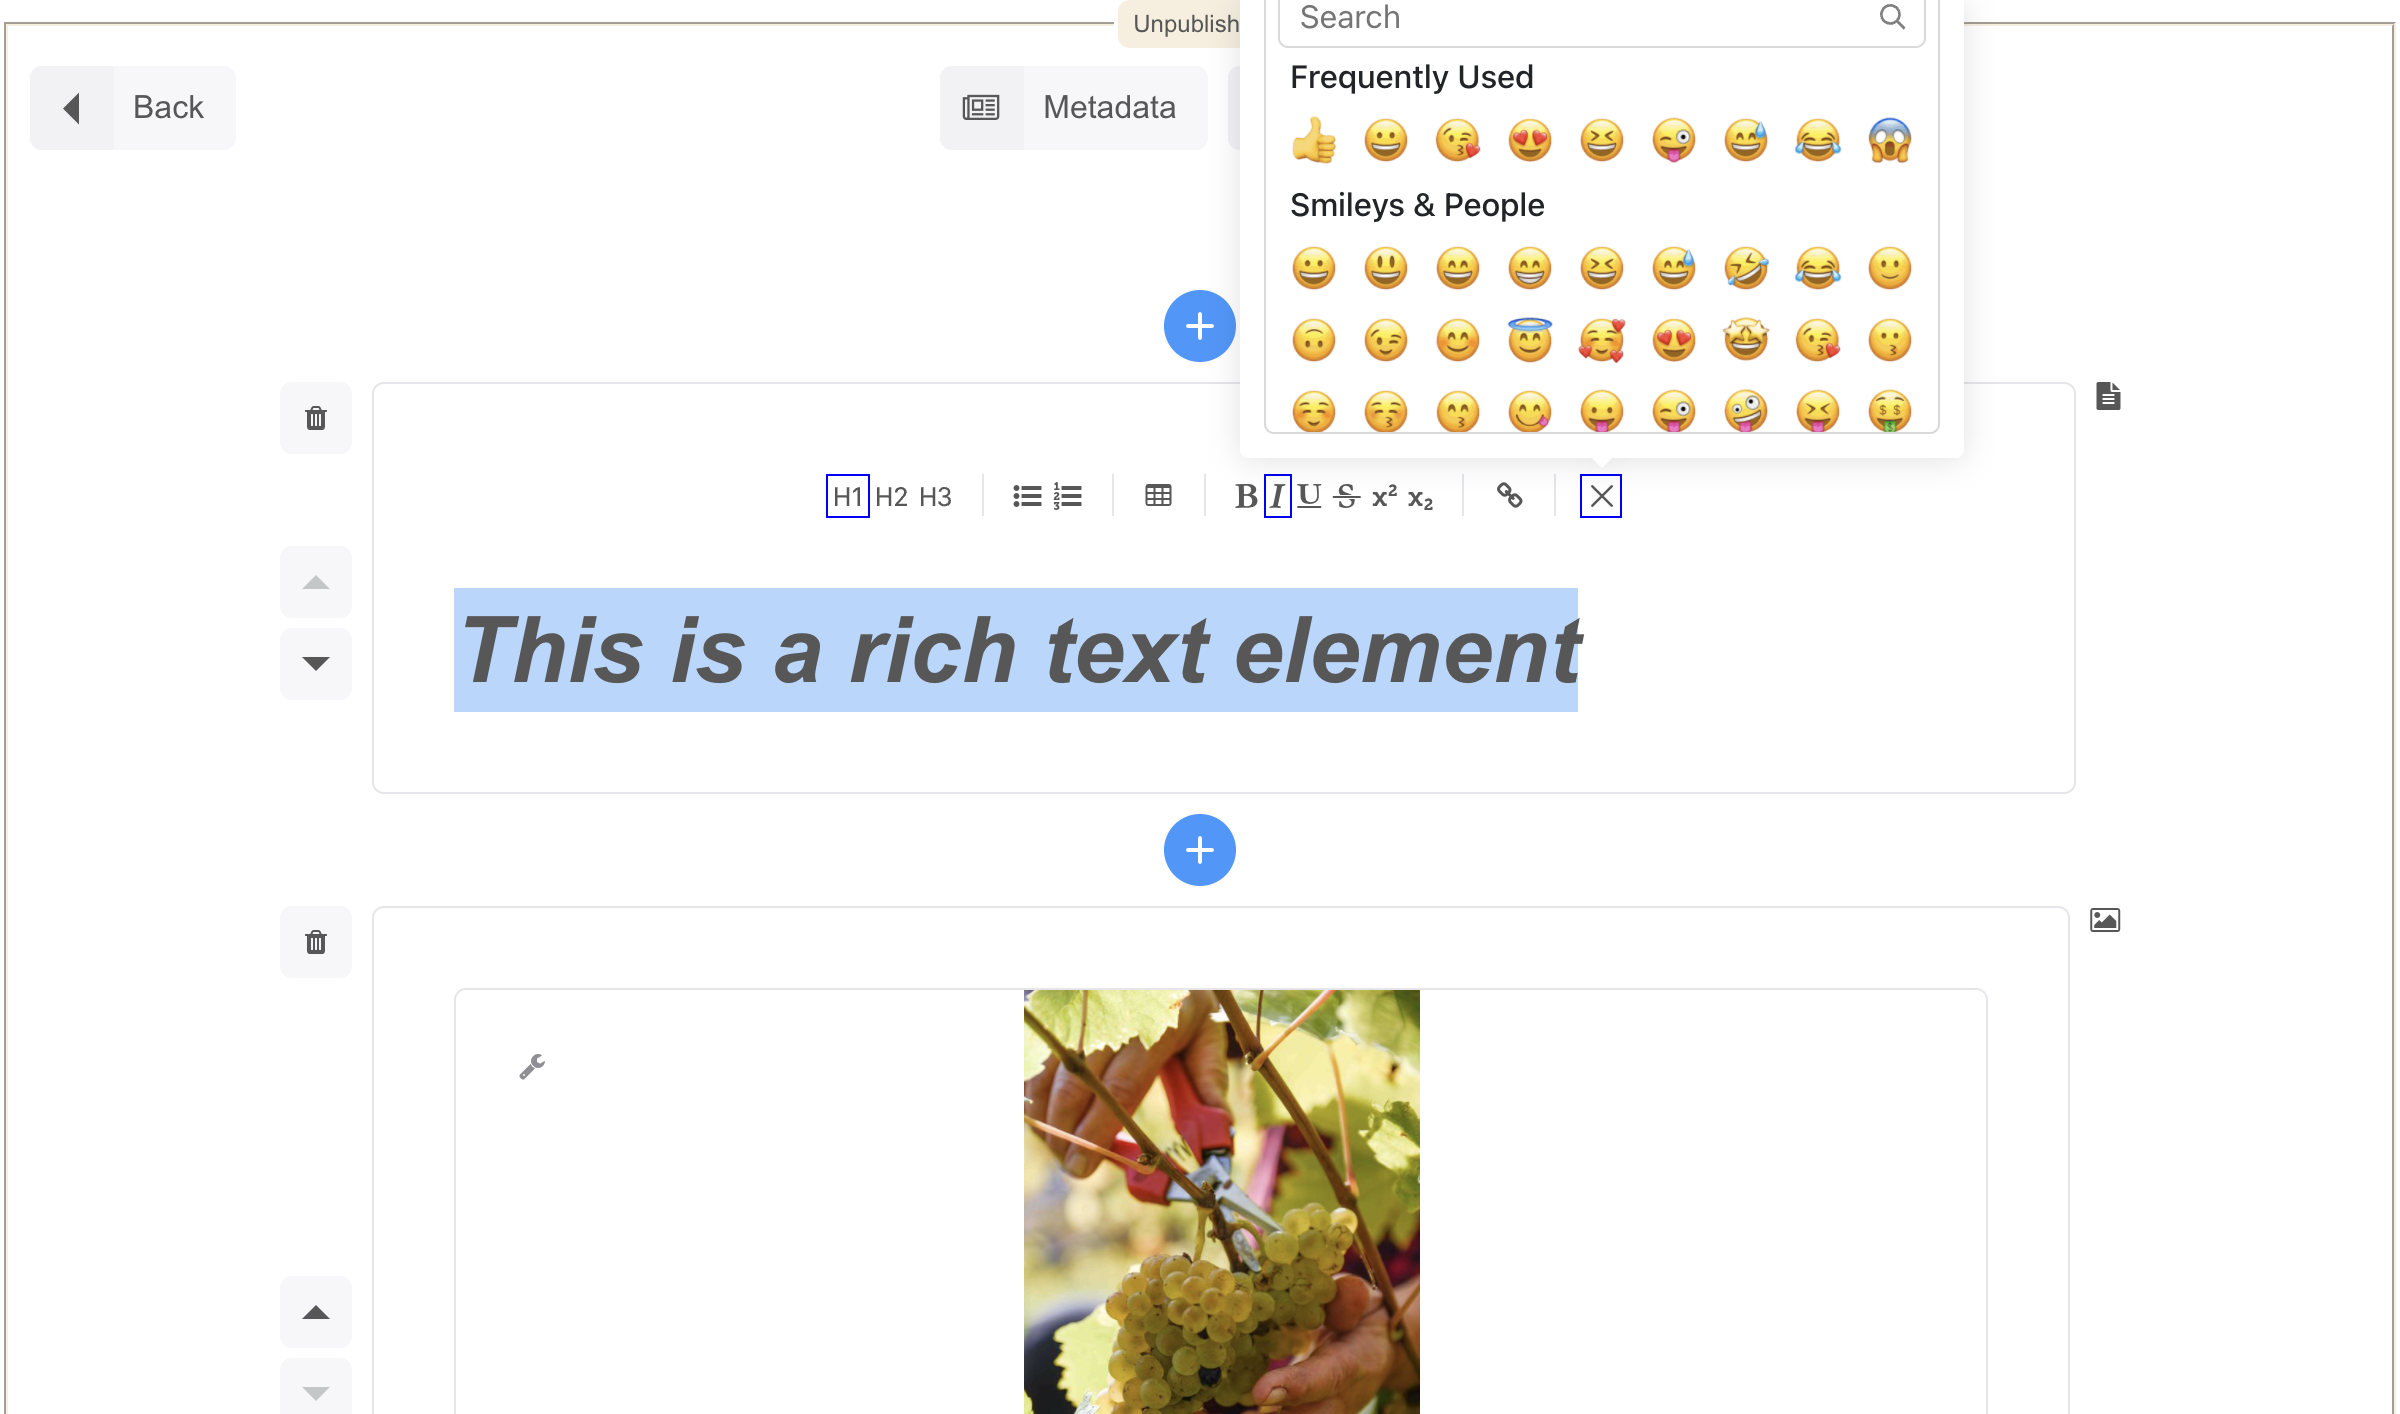 Unpublish
Search
Back
Metadata
Frequently Used
Smileys & People
H1 H2 H3 B I U S x² x₂
This is a rich text element